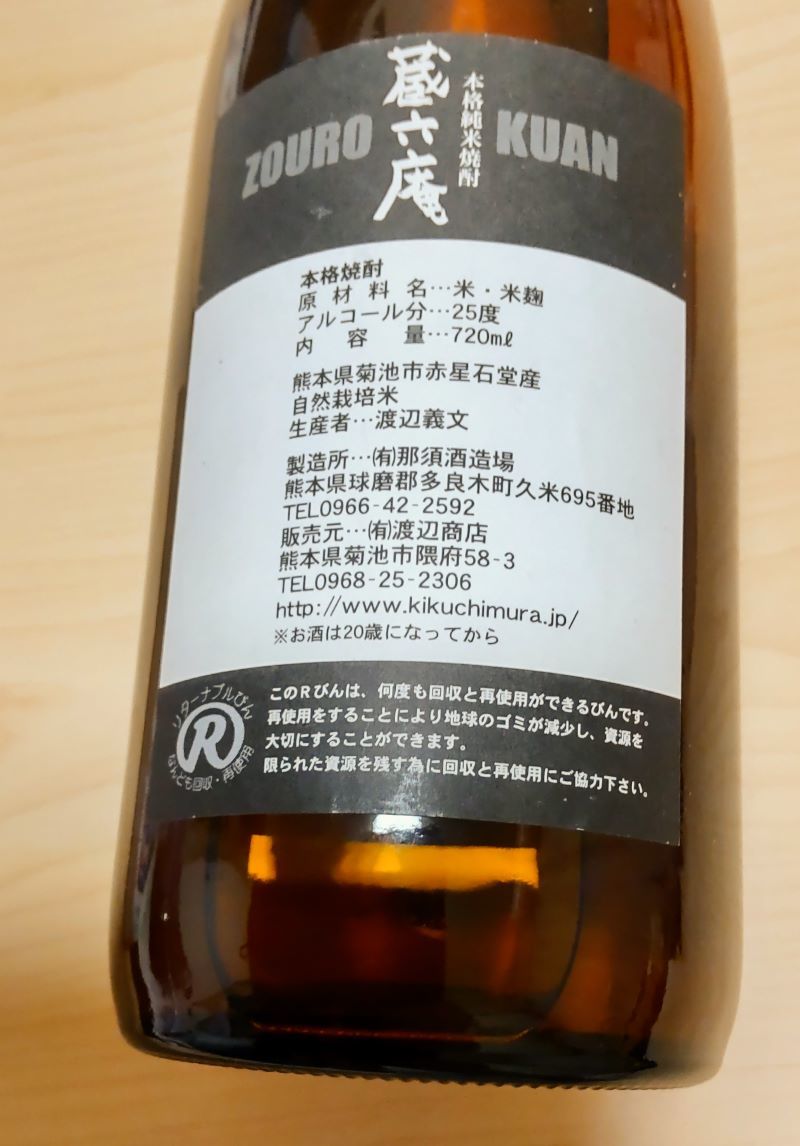 蔵六庵
本格純米焼酎
ZOURO KUAN
本格焼酎
原材料名…米・米麹
アルコール分…25度
内容量…720mℓ
熊本県菊池市赤星石堂産
自然栽培米
生産者…渡辺義文
製造所…㈲那須酒造場
熊本県球磨郡多良木町久米695番地
TEL0966-42-2592
販売元…㈲渡辺商店
熊本県菊池市隈府58-3
TEL0968-25-2306
http://www.kikuchimura.jp/
※お酒は20歳になってから
リターナブルびん
R
なんども回収・再使用
このRびんは、何度も回収と再使用ができるびんです。
再使用をすることにより地球のゴミが減少し、資源を
大切にすることができます。
限られた資源を残す為に回収と再使用にご協力下さい。